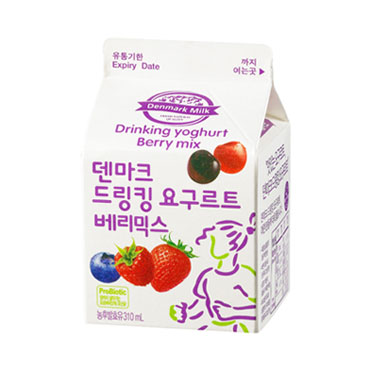 유통기한
Expiry Date
까지
여는곳
Denmark Milk
Drinking yoghurt
Berry mix
덴마크
드링킹 요구르트
베리믹스
ProBiotic
농후발효유 310 mL